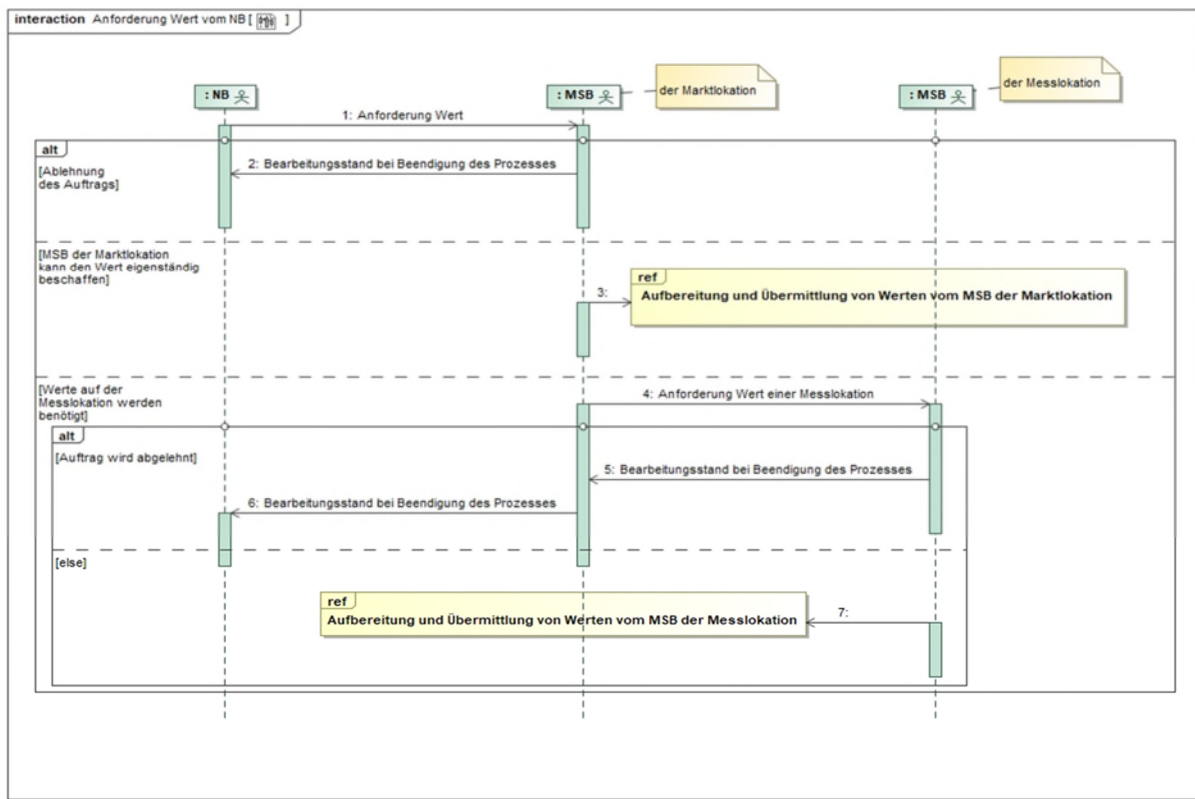 interaction Anforderung Wert vom NB [ ]
: NB
: MSB
der Marktlokation
: MSB
der Messlokation
1: Anforderung Wert
alt
[Ablehnung
des Auftrags]
2: Bearbeitungsstand bei Beendigung des Prozesses
[MSB der Marktlokation
kann den Wert eigenständig
beschaffen]
3:
ref
Aufbereitung und Übermittlung von Werten vom MSB der Marktlokation
[Werte auf der
Messlokation werden
benötigt]
4: Anforderung Wert einer Messlokation
alt
[Auftrag wird abgelehnt]
5: Bearbeitungsstand bei Beendigung des Prozesses
6: Bearbeitungsstand bei Beendigung des Prozesses
[else]
ref
Aufbereitung und Übermittlung von Werten vom MSB der Messlokation
7: